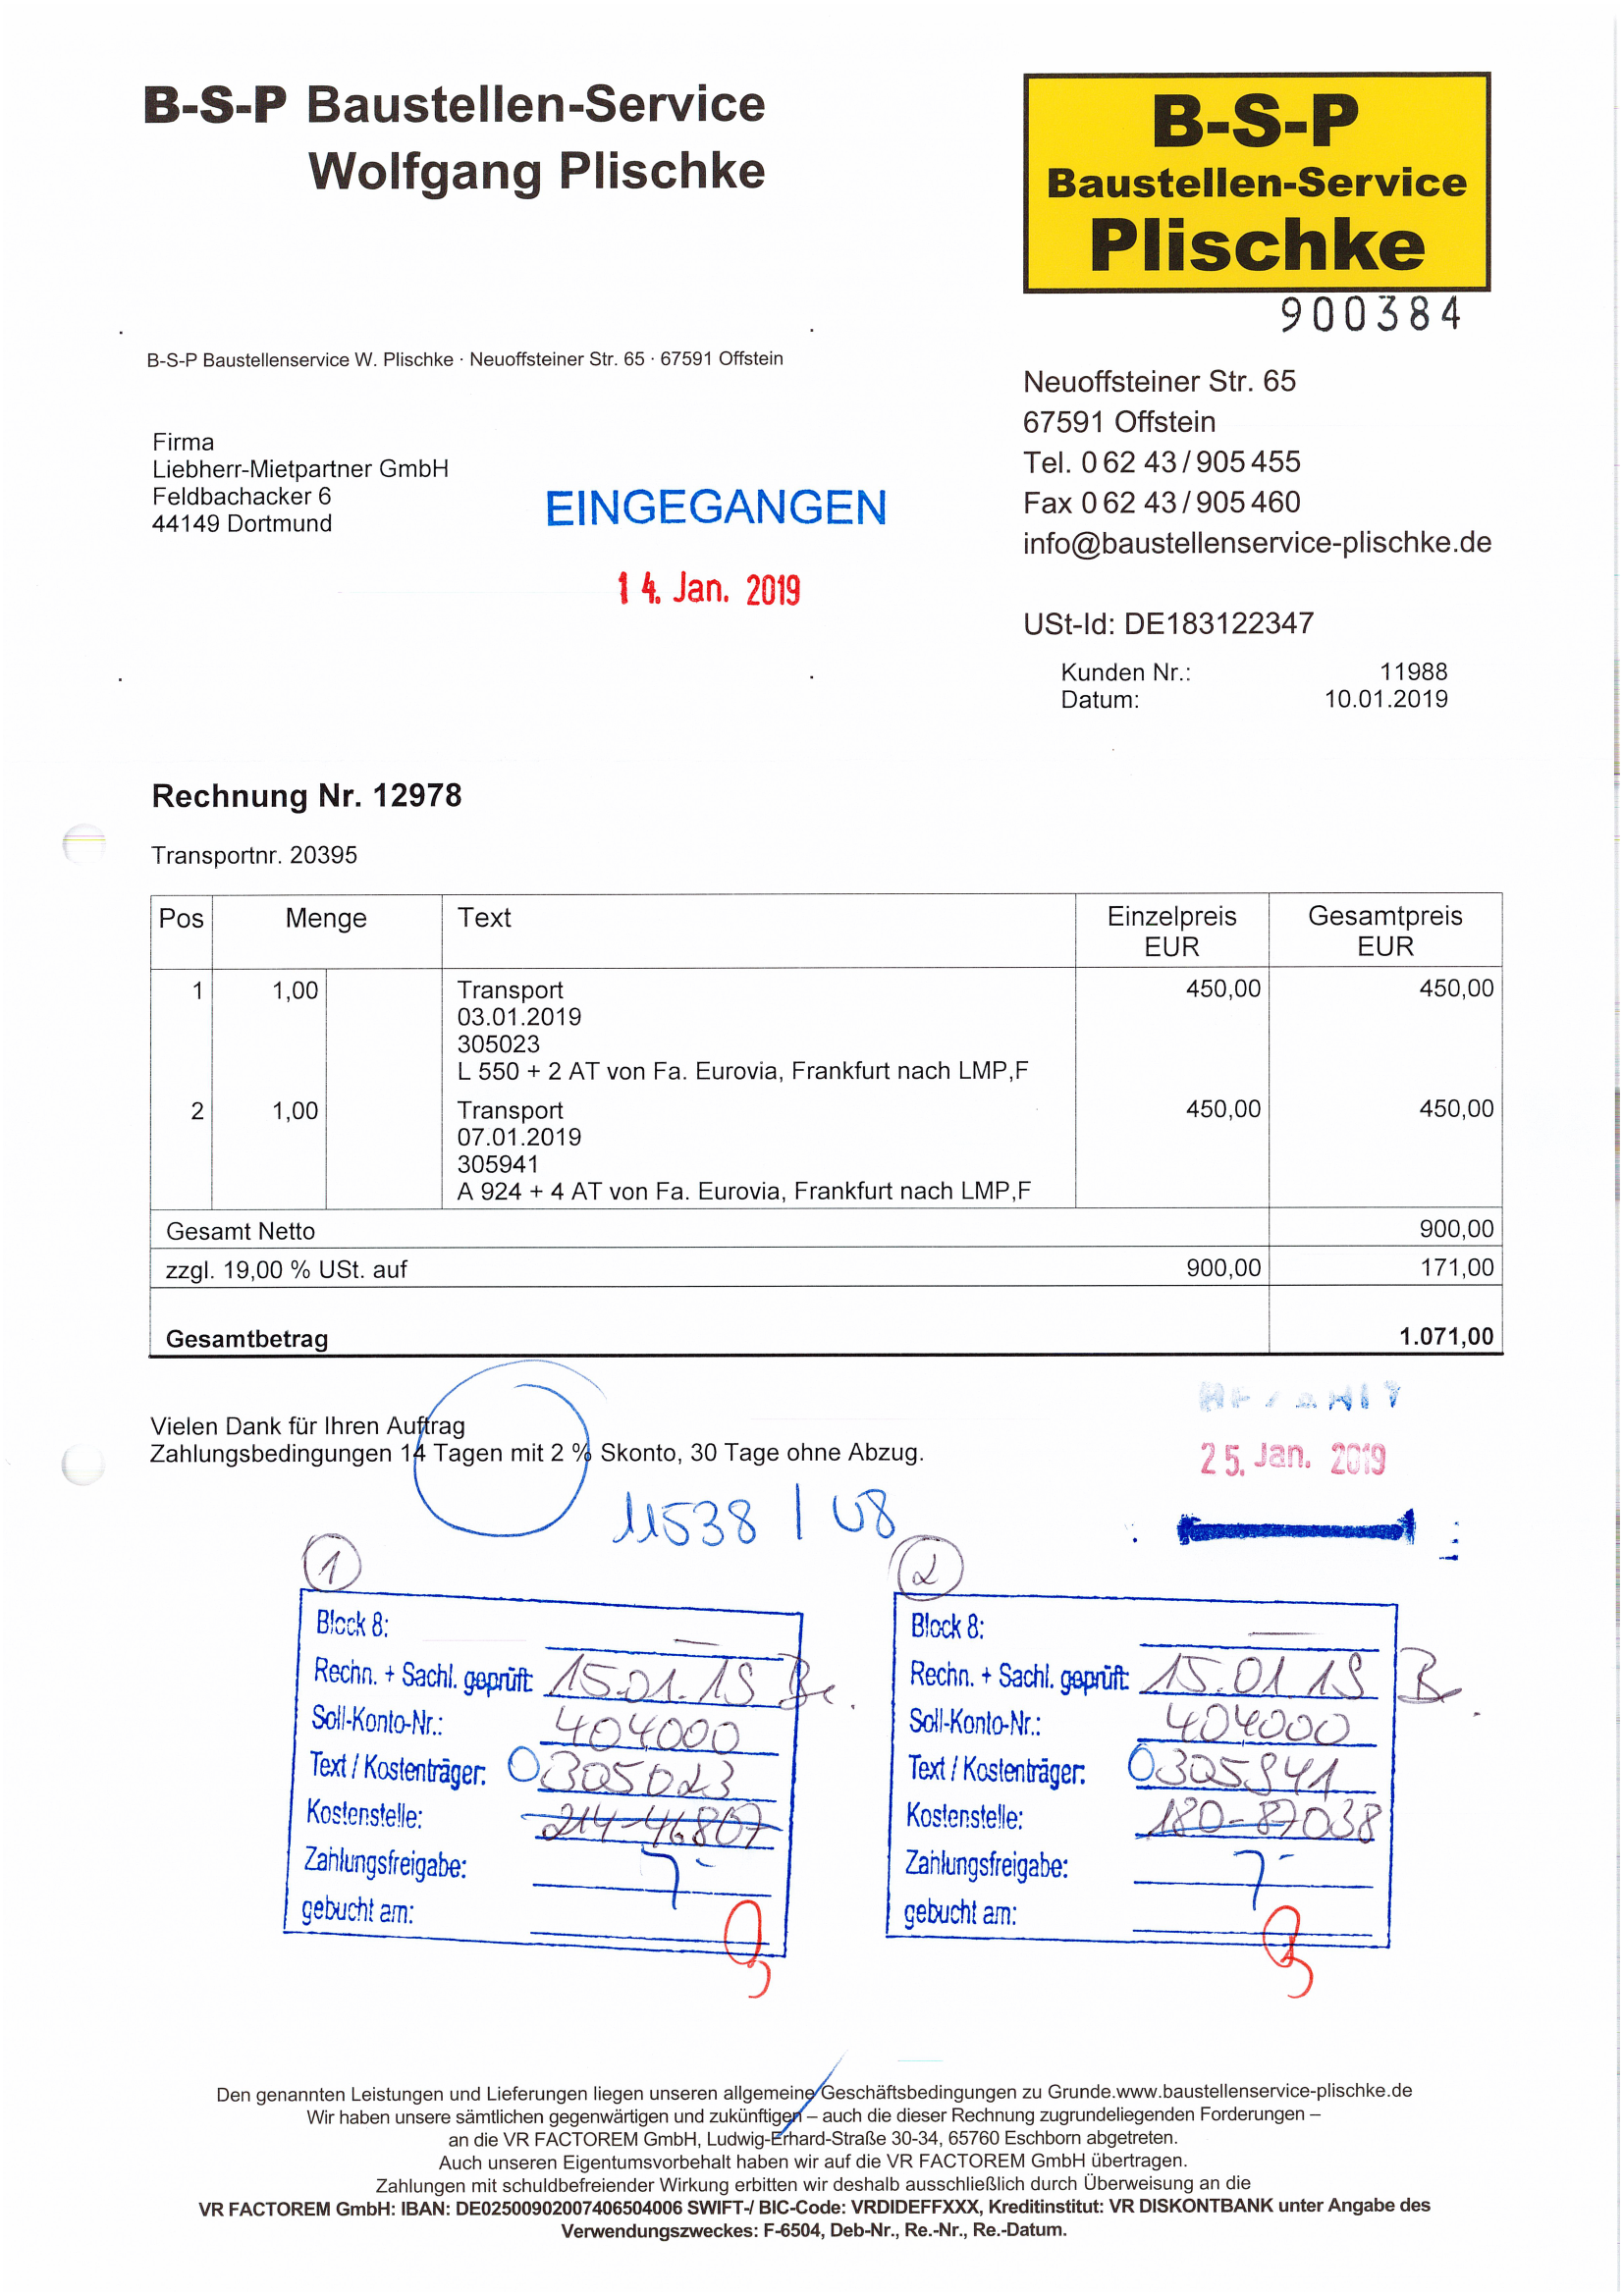 B-S-P Baustellen-Service
Wolfgang Plischke
B-S-P
Baustellen-Service
Plischke
900384
B-S-P Baustellenservice W. Plischke · Neuoffsteiner Str. 65 · 67591 Offstein
Neuoffsteiner Str. 65
67591 Offstein
Tel. 0 62 43 / 905 455
Fax 0 62 43 / 905 460
info@baustellenservice-plischke.de
Firma
Liebherr-Mietpartner GmbH
Feldbachacker 6
44149 Dortmund
EINGEGANGEN
14. Jan. 2019
USt-Id: DE183122347
Kunden Nr.: 11988
Datum: 10.01.2019
Rechnung Nr. 12978
Transportnr. 20395
Pos Menge Text Einzelpreis EUR Gesamtpreis EUR
1 1,00 Transport 450,00 450,00
03.01.2019
305023
L 550 + 2 AT von Fa. Eurovia, Frankfurt nach LMP,F
2 1,00 Transport 450,00 450,00
07.01.2019
305941
A 924 + 4 AT von Fa. Eurovia, Frankfurt nach LMP,F
Gesamt Netto 900,00
zzgl. 19,00 % USt. auf 900,00 171,00
Gesamtbetrag 1.071,00
Vielen Dank für Ihren Auftrag
Zahlungsbedingungen 14 Tagen mit 2 % Skonto, 30 Tage ohne Abzug.
25. Jan. 2019
11538 | U8
1
Block 8: —
Rechn. + Sachl. geprüft: 15.01.19
Soll-Konto-Nr.: 404000
Text / Kostenträger: 0305023
Kostenstelle: 214-46807
Zahlungsfreigabe:
gebucht am:
2
Block 8: —
Rechn. + Sachl. geprüft: 15.01.19
Soll-Konto-Nr.: 404000
Text / Kostenträger: 0305941
Kostenstelle: 180-87038
Zahlungsfreigabe:
gebucht am:
Den genannten Leistungen und Lieferungen liegen unseren allgemeine Geschäftsbedingungen zu Grunde.www.baustellenservice-plischke.de
Wir haben unsere sämtlichen gegenwärtigen und zukünftigen – auch die dieser Rechnung zugrundeliegenden Forderungen –
an die VR FACTOREM GmbH, Ludwig-Erhard-Straße 30-34, 65760 Eschborn abgetreten.
Auch unseren Eigentumsvorbehalt haben wir auf die VR FACTOREM GmbH übertragen.
Zahlungen mit schuldbefreiender Wirkung erbitten wir deshalb ausschließlich durch Überweisung an die
VR FACTOREM GmbH: IBAN: DE02500902007406504006 SWIFT-/ BIC-Code: VRDIDEFFXXX, Kreditinstitut: VR DISKONTBANK unter Angabe des
Verwendungszweckes: F-6504, Deb-Nr., Re.-Nr., Re.-Datum.